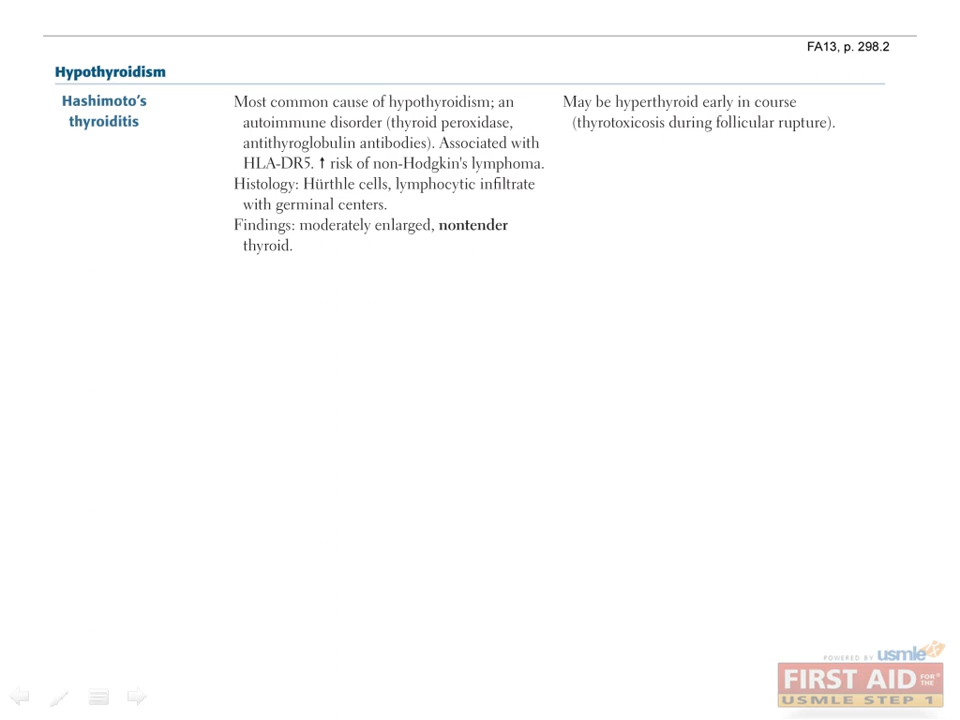 FA13, p. 298.2
Hypothyroidism
Hashimoto's
thyroiditis
Most common cause of hypothyroidism; an
autoimmune disorder (thyroid peroxidase,
antithyroglobulin antibodies). Associated with
HLA-DR5. ↑ risk of non-Hodgkin's lymphoma.
Histology: Hürthle cells, lymphocytic infiltrate
with germinal centers.
Findings: moderately enlarged, nontender
thyroid.
May be hyperthyroid early in course
(thyrotoxicosis during follicular rupture).
POWERED BY usmle
FIRST AID FOR THE®
USMLE STEP 1